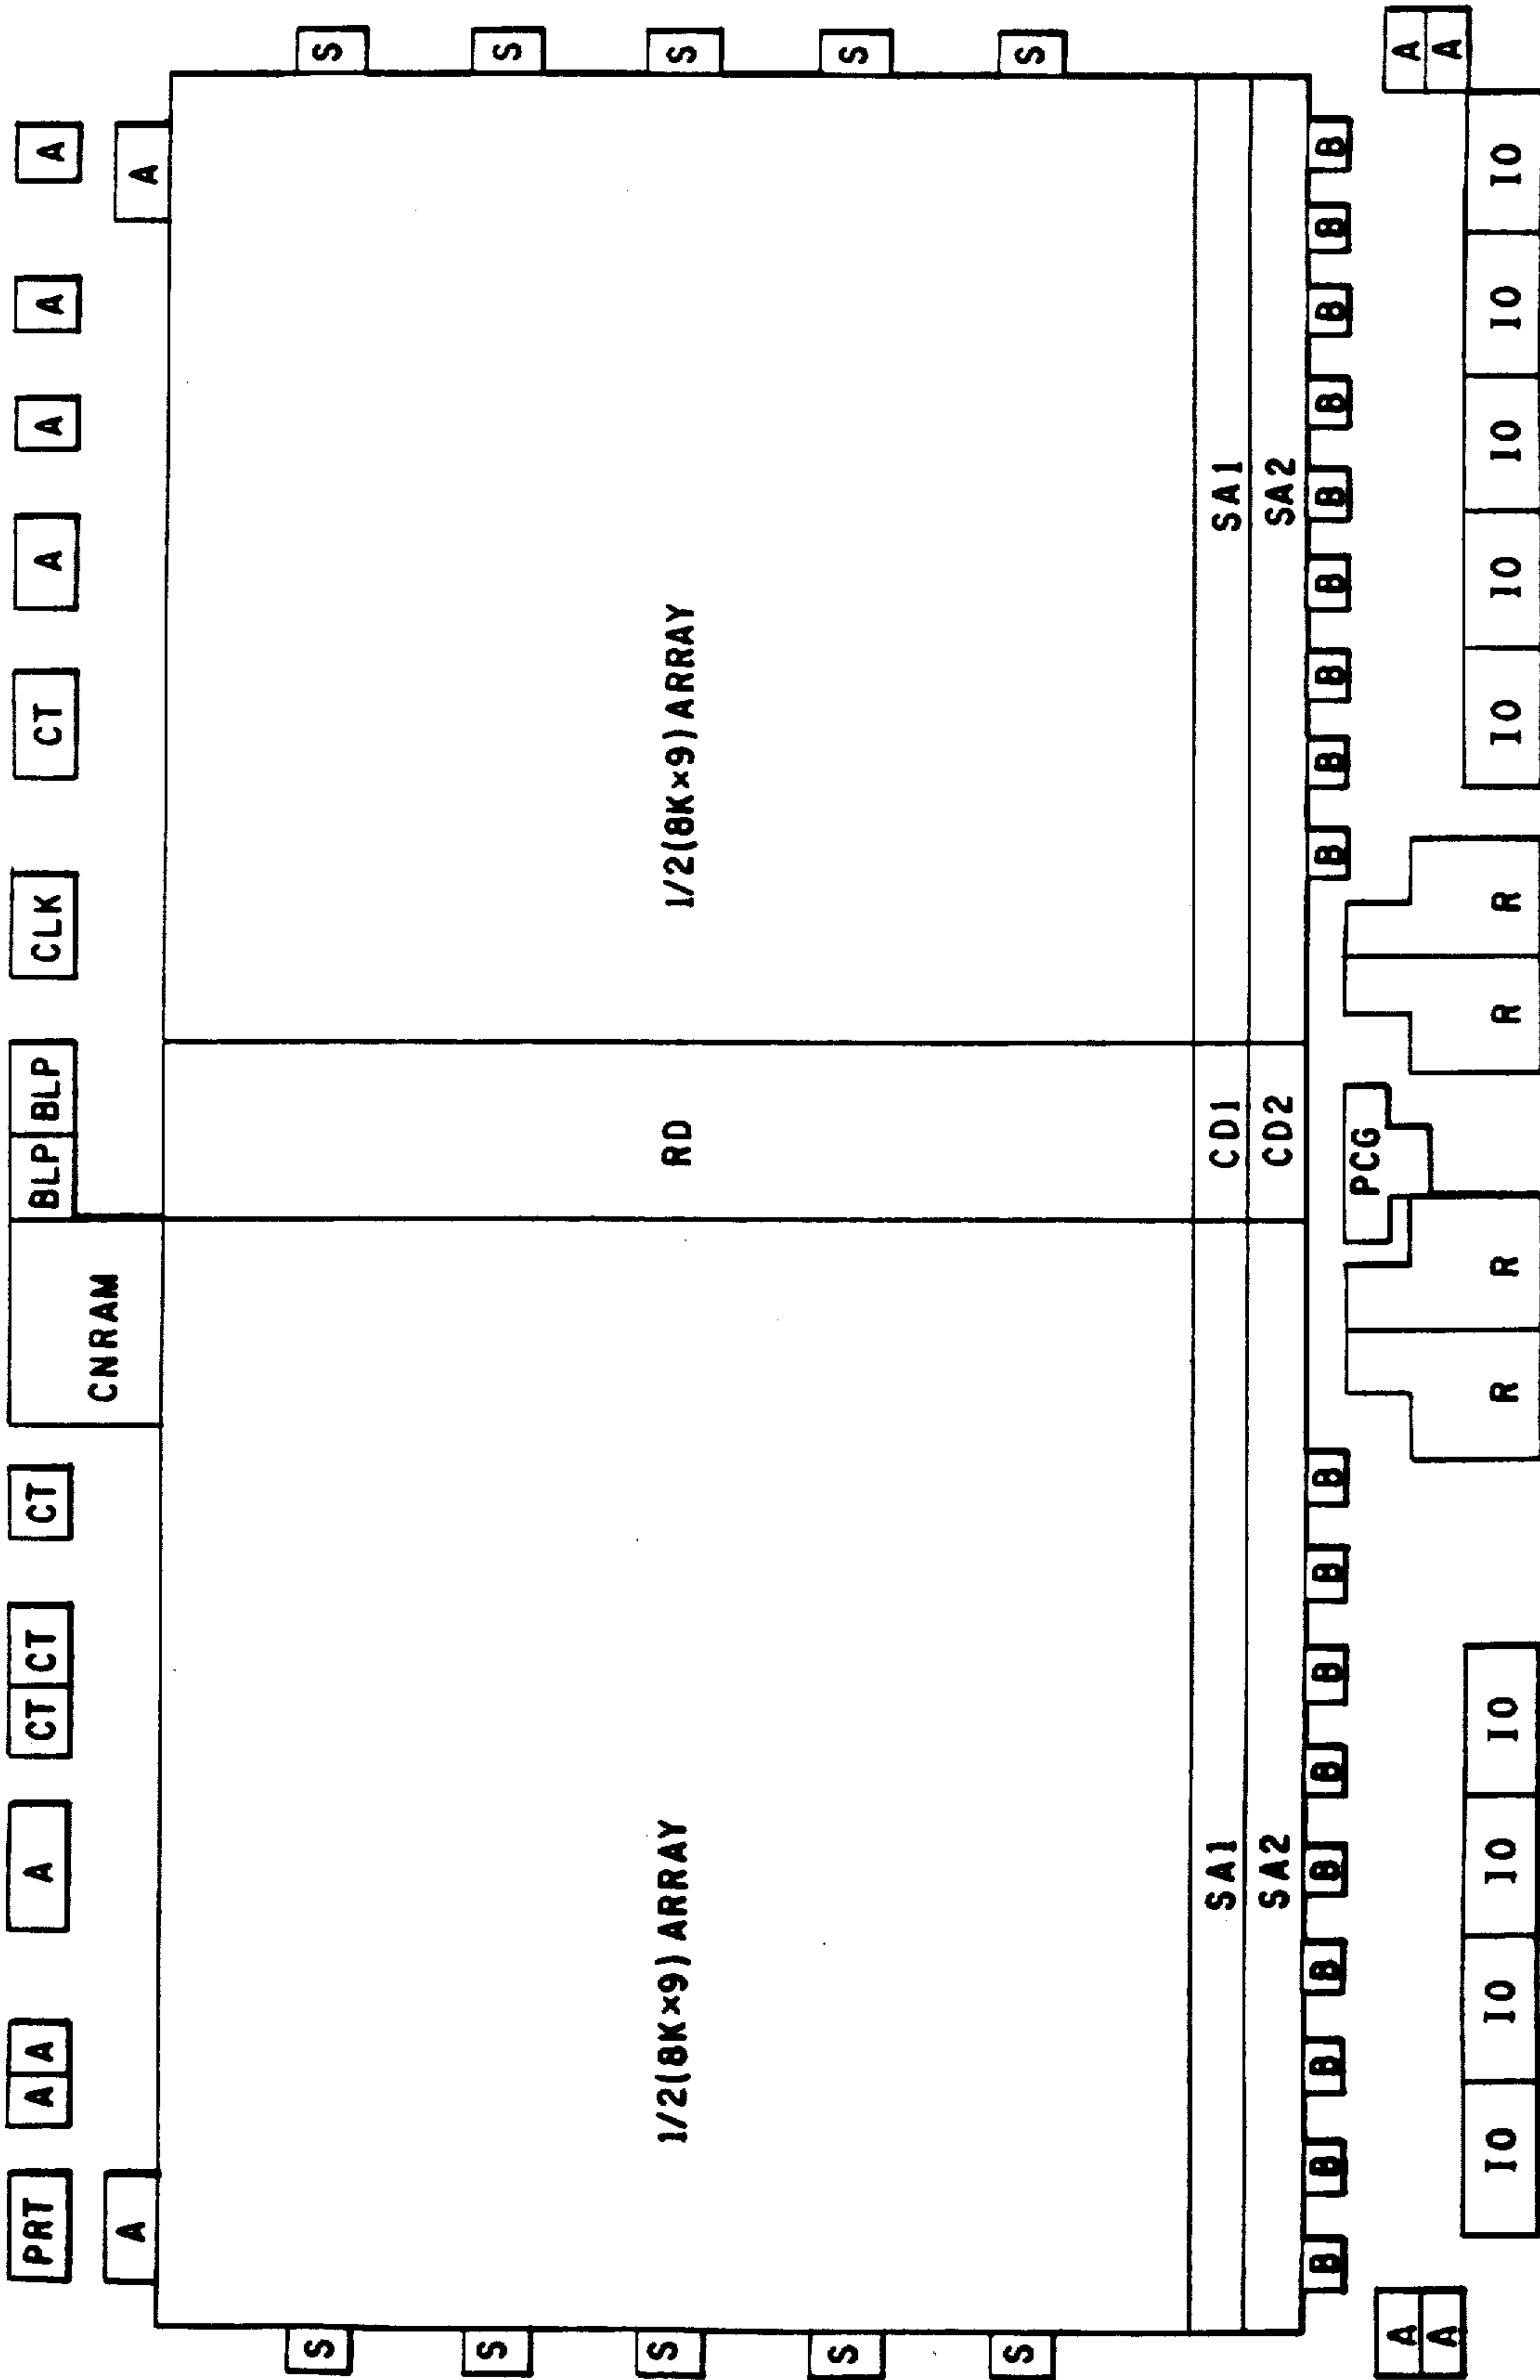 PRT A A A CT CT CT BLP BLP CLK CT A A A A
A CNRAM A
S S
S S
S 1/2(8K×9) ARRAY RD 1/2(8K×9) ARRAY S
S S
S S
SA1 CD1 SA1
SA2 CD2 SA2
B B B B B B B B B B B B B B B B B B
PCG
A A
A A
IO IO IO IO R R R R IO IO IO IO IO